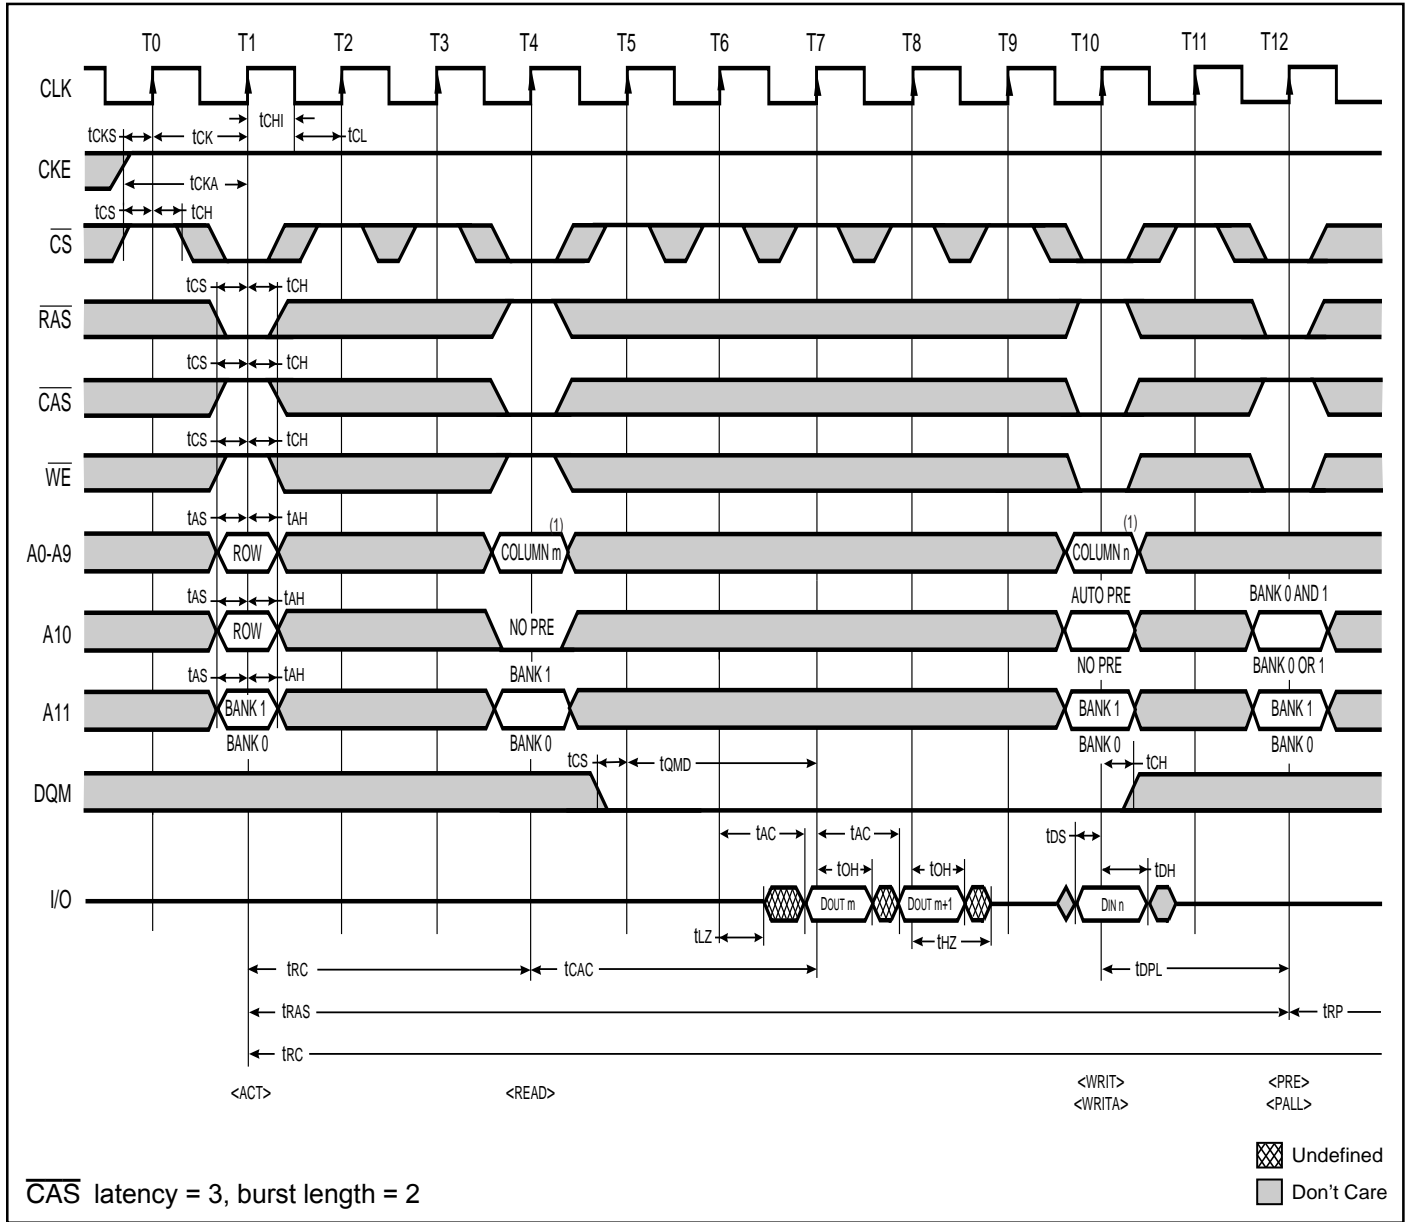 T0 T1 T2 T3 T4 T5 T6 T7 T8 T9 T10 T11 T12
CLK
tCHI
tCKS tCK tCL
CKE
tCKA
tCS tCH
CS
tCS tCH
RAS
tCS tCH
CAS
tCS tCH
WE
tAS tAH (1) (1)
A0-A9 ROW COLUMN m COLUMN n
tAS tAH AUTO PRE BANK 0 AND 1
A10 ROW NO PRE
tAS tAH BANK 1 NO PRE BANK 0 OR 1
A11 BANK 1 BANK 1 BANK 1
BANK 0 BANK 0 BANK 0 BANK 0
tCS tQMD tCH
DQM
tAC tAC tDS
tOH tOH tDH
I/O DOUT m DOUT m+1 DIN n
tLZ tHZ
tRC tCAC tDPL
tRAS tRP
tRC
<ACT> <READ> <WRIT> <PRE>
<WRITA> <PALL>
Undefined
CAS latency = 3, burst length = 2 Don't Care